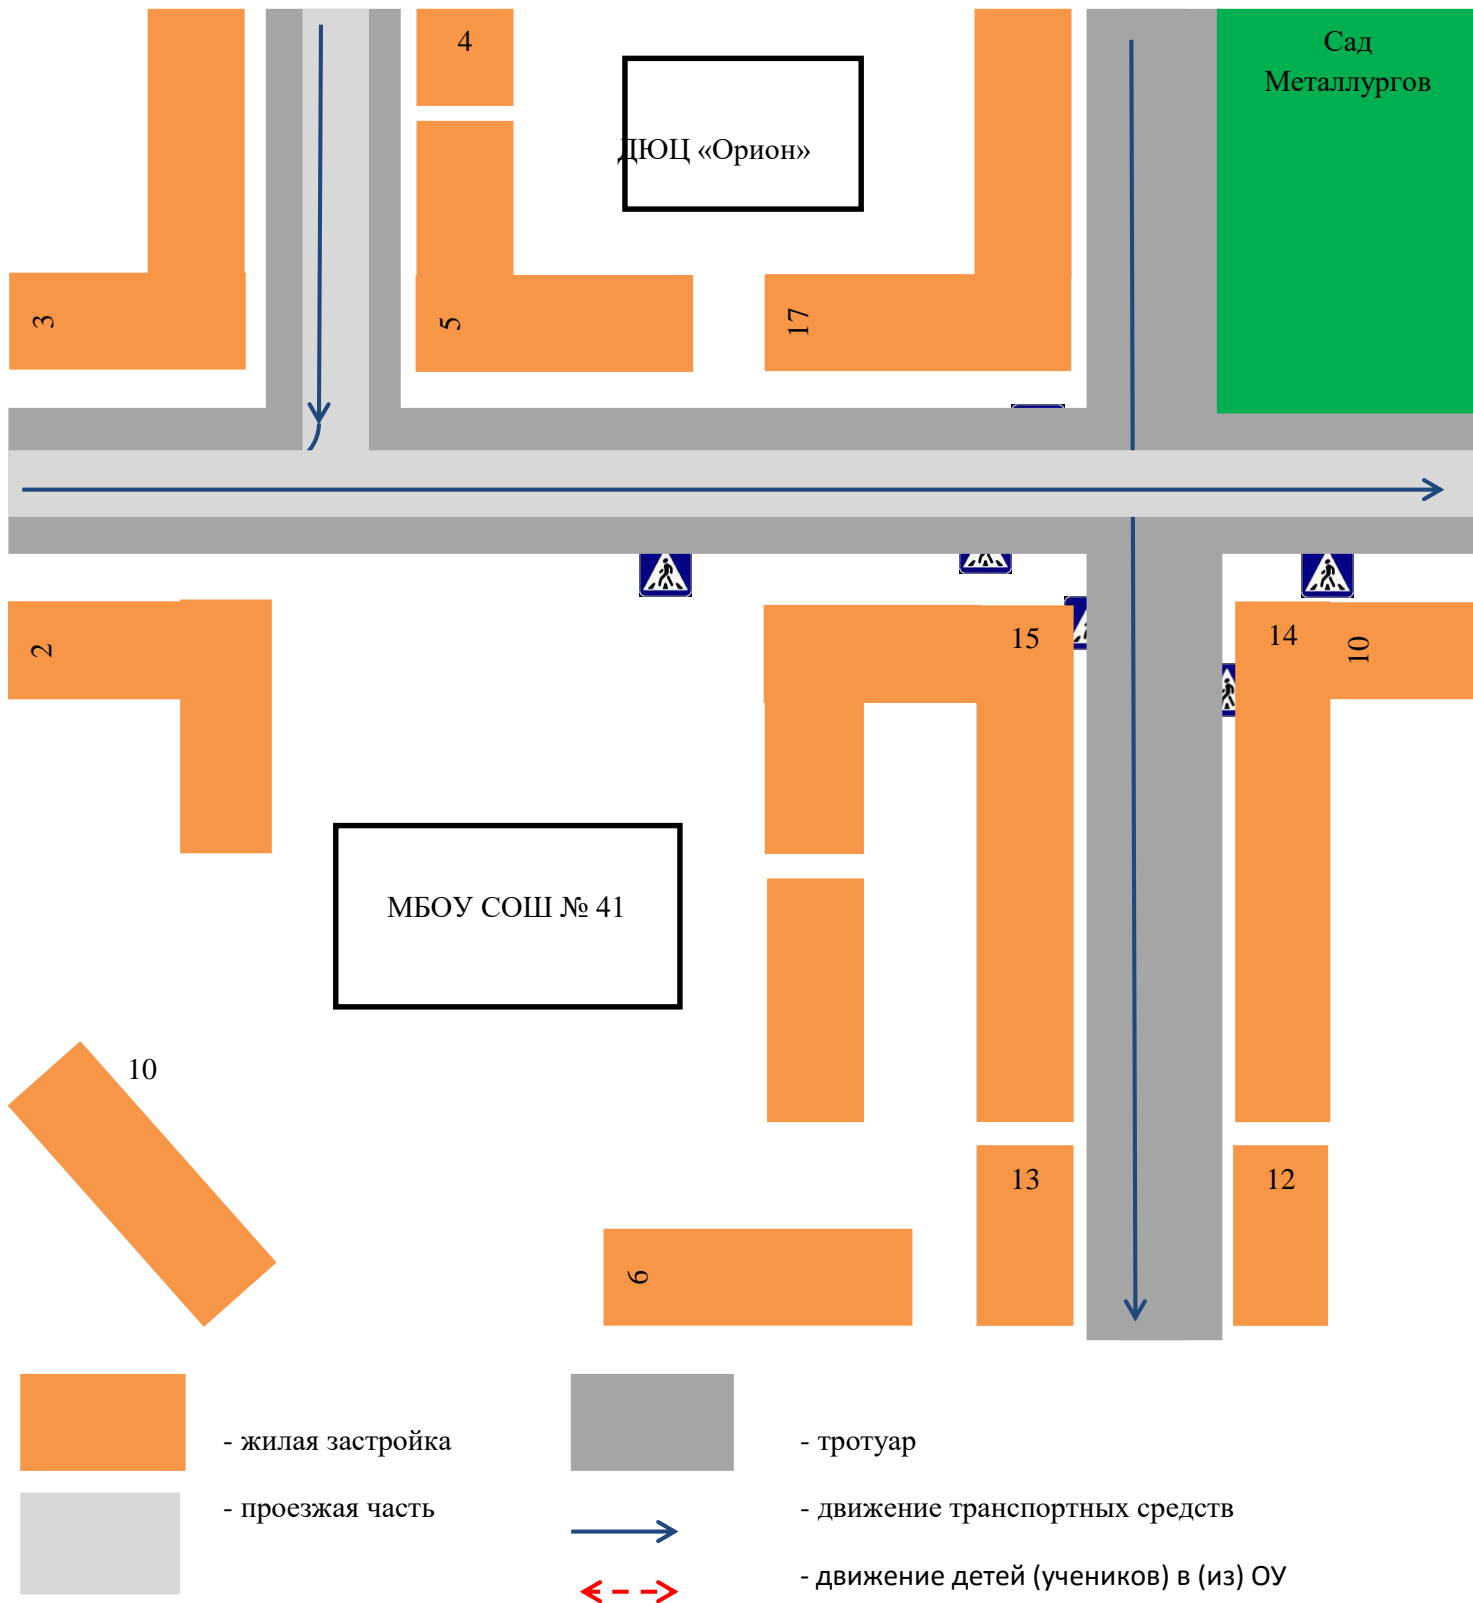 4
Сад
Металлургов
ДЮЦ «Орион»
3
5
17
2
15
14
10
МБОУ СОШ № 41
10
13
12
6
- жилая застройка
- тротуар
- проезжая часть
- движение транспортных средств
- движение детей (учеников) в (из) ОУ